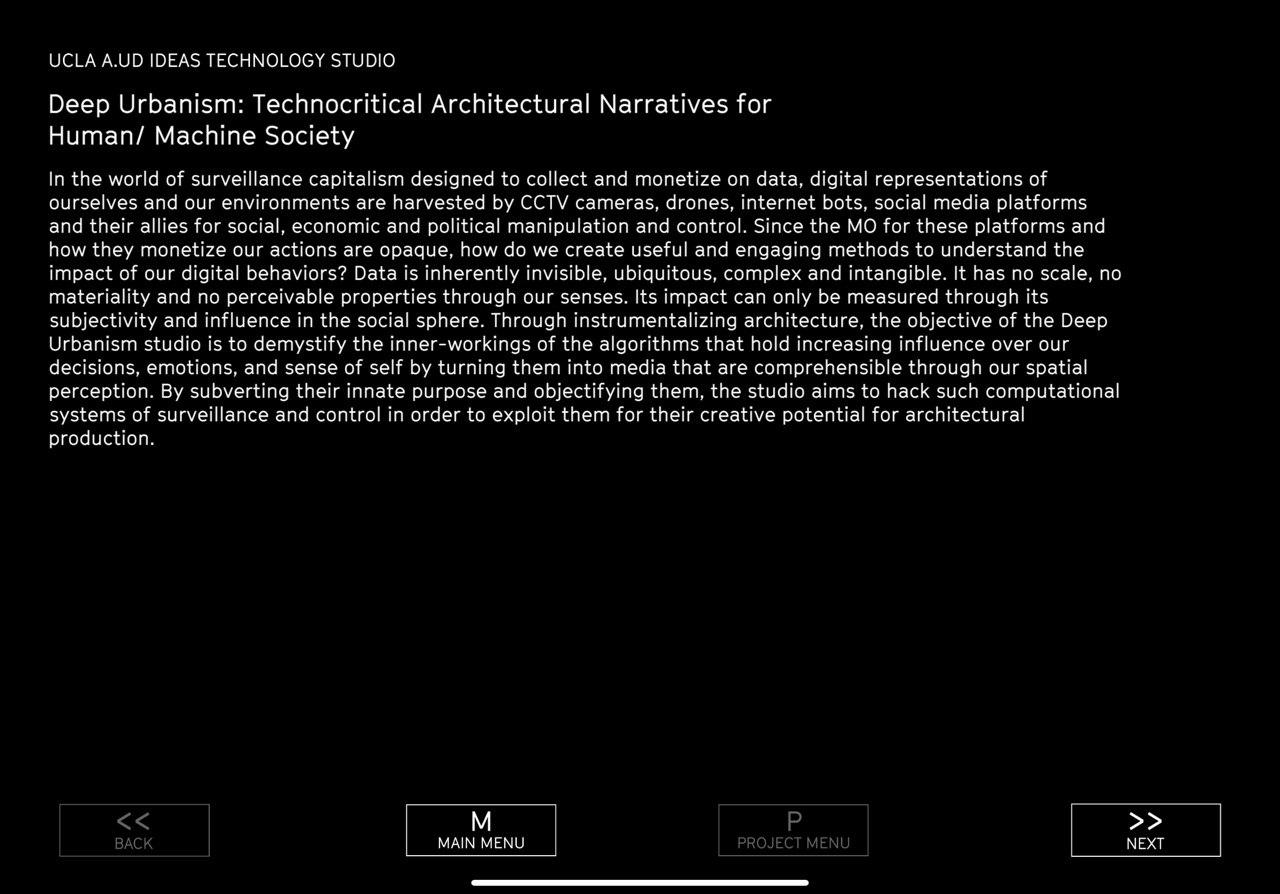 UCLA A.UD IDEAS TECHNOLOGY STUDIO
Deep Urbanism: Technocritical Architectural Narratives for
Human/ Machine Society
In the world of surveillance capitalism designed to collect and monetize on data, digital representations of
ourselves and our environments are harvested by CCTV cameras, drones, internet bots, social media platforms
and their allies for social, economic and political manipulation and control. Since the MO for these platforms and
how they monetize our actions are opaque, how do we create useful and engaging methods to understand the
impact of our digital behaviors? Data is inherently invisible, ubiquitous, complex and intangible. It has no scale, no
materiality and no perceivable properties through our senses. Its impact can only be measured through its
subjectivity and influence in the social sphere. Through instrumentalizing architecture, the objective of the Deep
Urbanism studio is to demystify the inner-workings of the algorithms that hold increasing influence over our
decisions, emotions, and sense of self by turning them into media that are comprehensible through our spatial
perception. By subverting their innate purpose and objectifying them, the studio aims to hack such computational
systems of surveillance and control in order to exploit them for their creative potential for architectural
production.
<< M P >>
BACK MAIN MENU PROJECT MENU NEXT